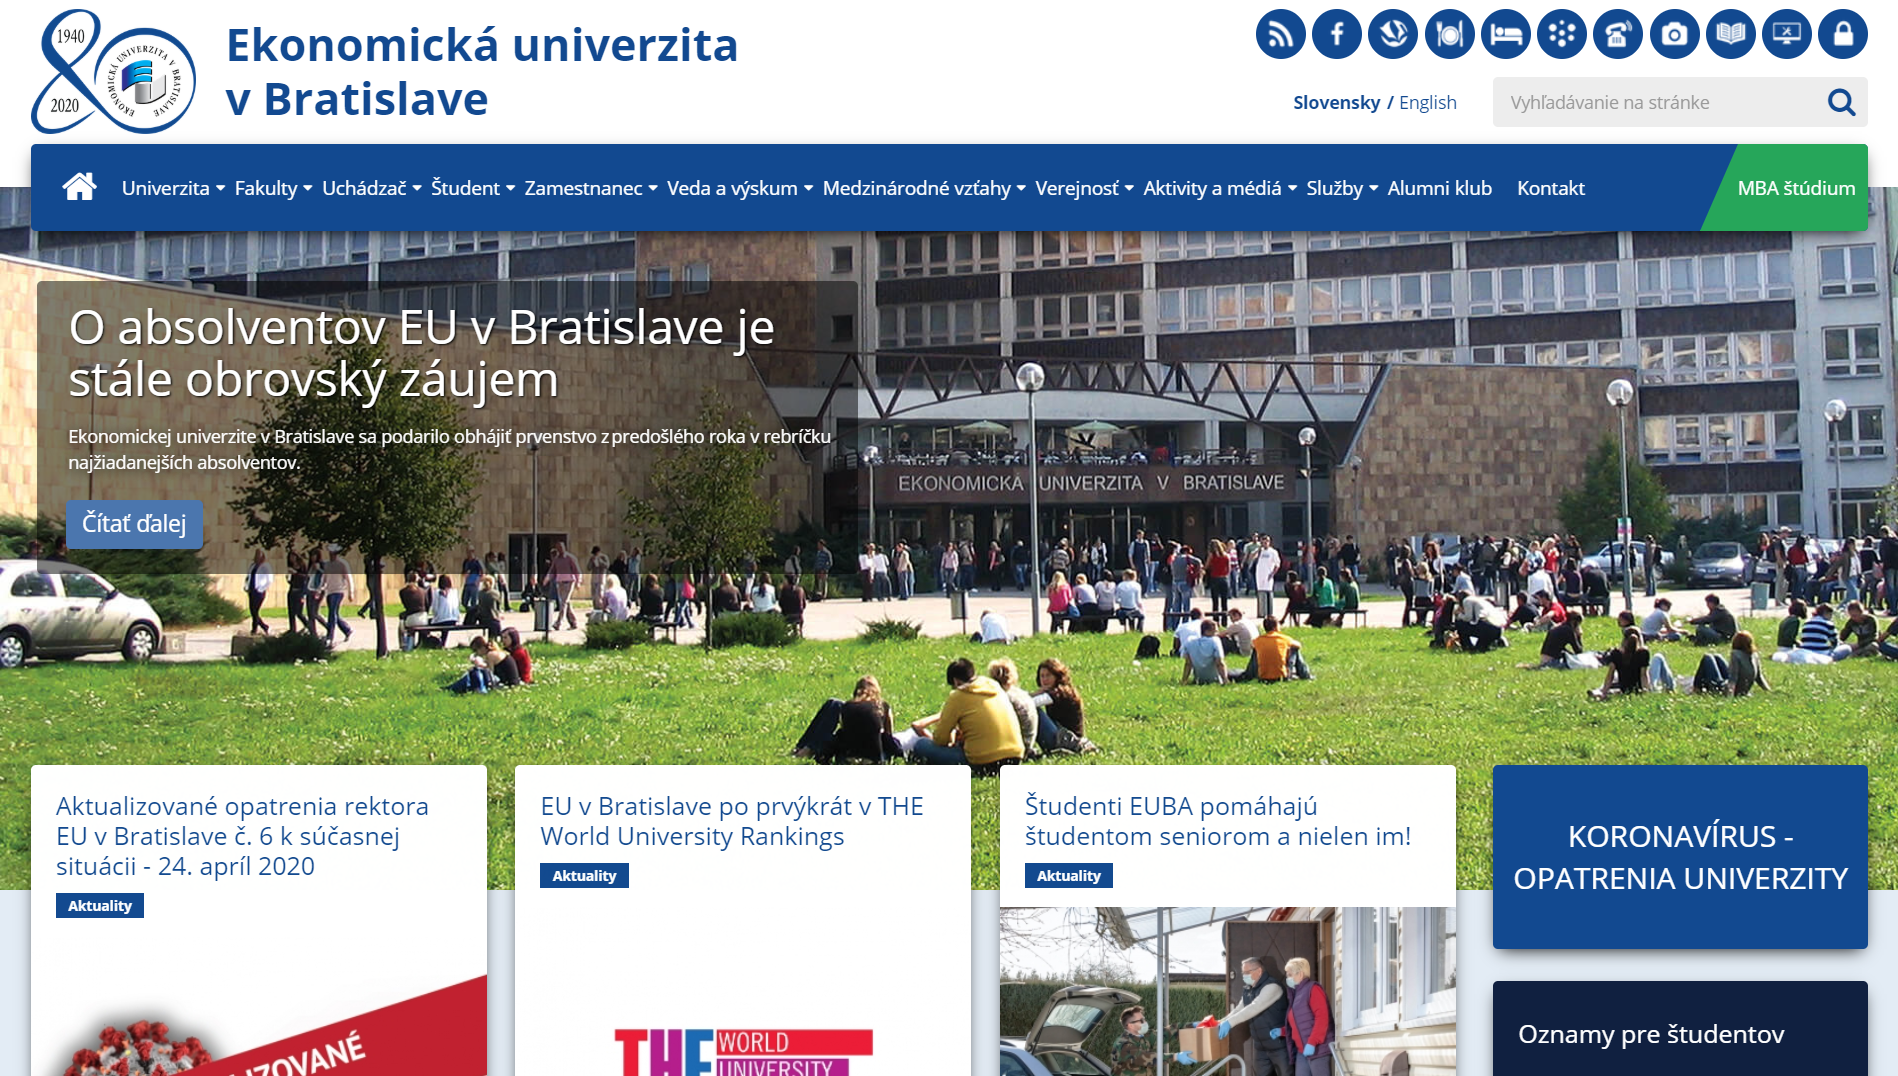 1940
2020
EKONOMICKÁ UNIVERZITA V BRATISLAVE
Ekonomická univerzita
v Bratislave
Slovensky / English
Vyhľadávanie na stránke
Univerzita
Fakulty
Uchádzač
Študent
Zamestnanec
Veda a výskum
Medzinárodné vzťahy
Verejnosť
Aktivity a médiá
Služby
Alumni klub
Kontakt
MBA štúdium
O absolventov EU v Bratislave je
stále obrovský záujem
Ekonomickej univerzite v Bratislave sa podarilo obhájiť prvenstvo z predošlého roka v rebríčku
najžiadanejších absolventov.
Čítať ďalej
EKONOMICKÁ UNIVERZITA V BRATISLAVE
Aktualizované opatrenia rektora
EU v Bratislave č. 6 k súčasnej
situácii - 24. apríl 2020
Aktuality
EU v Bratislave po prvýkrát v THE
World University Rankings
Aktuality
THE
WORLD
UNIVERSITY
Študenti EUBA pomáhajú
študentom seniorom a nielen im!
Aktuality
KORONAVÍRUS -
OPATRENIA UNIVERZITY
Oznamy pre študentov